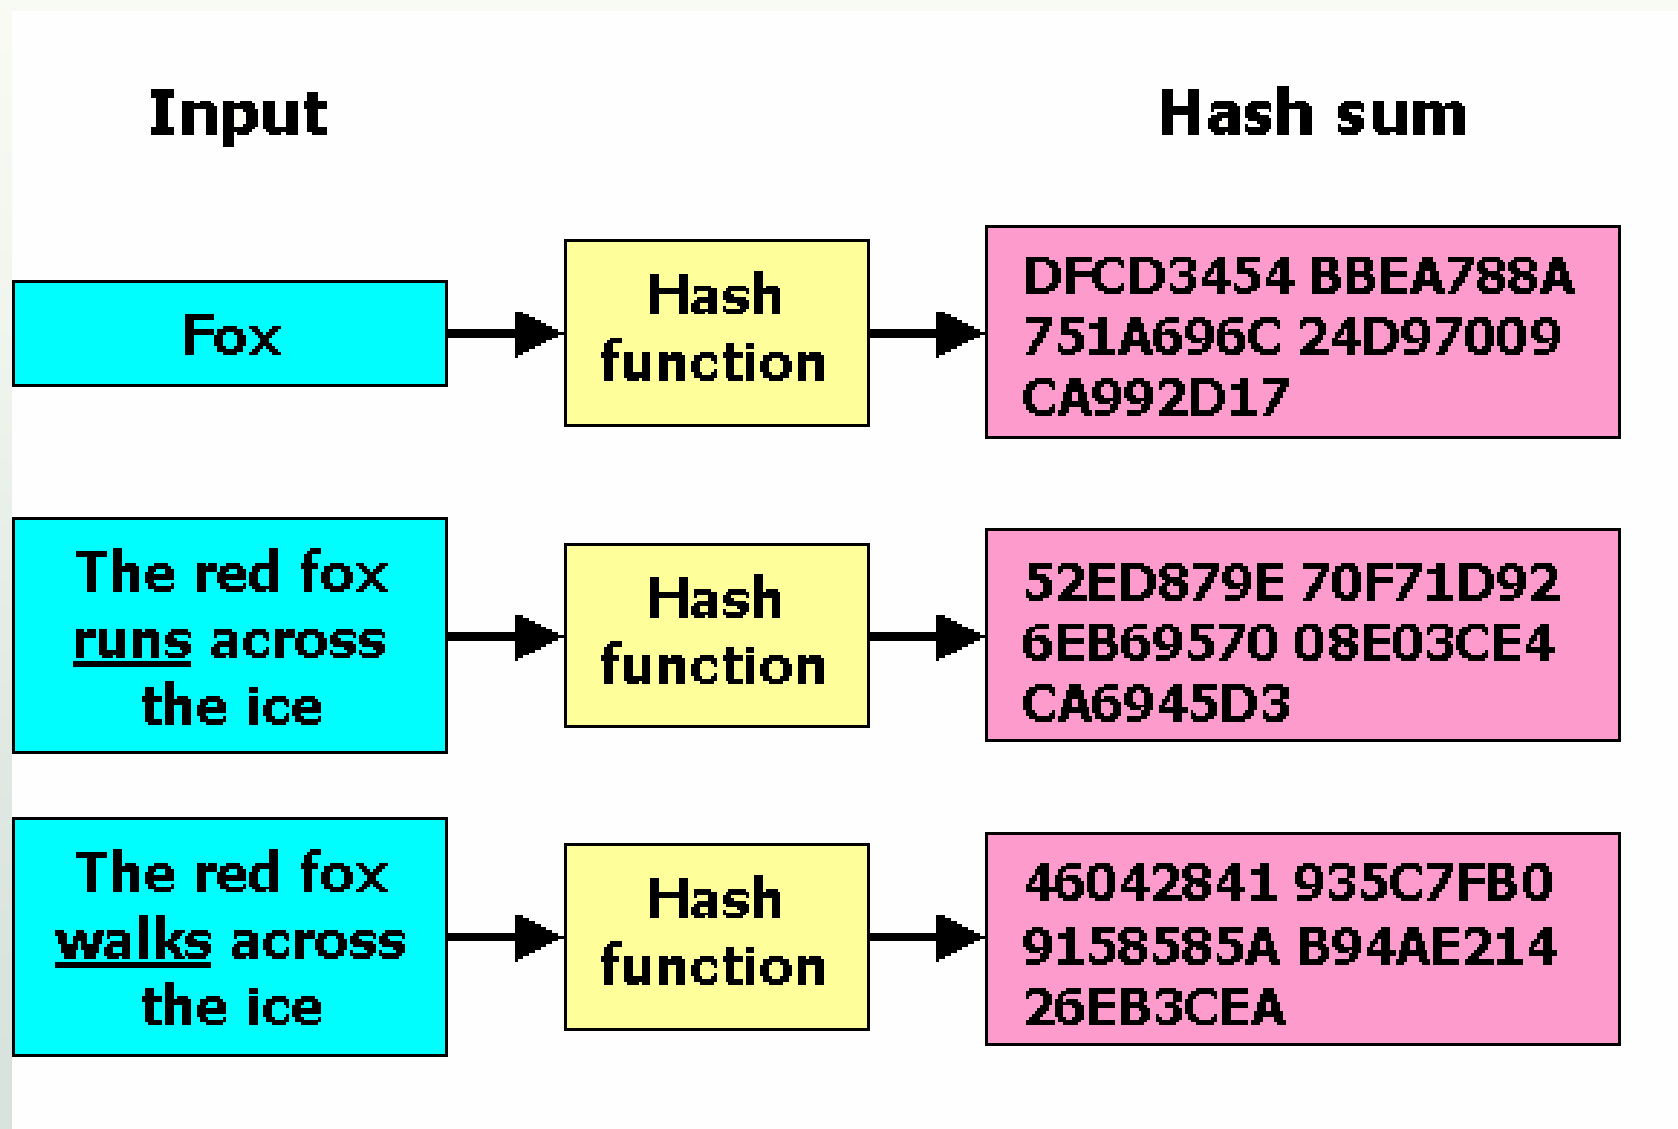 Input
Hash sum
Fox
Hash
function
DFCD3454 BBEA788A
751A696C 24D97009
CA992D17
The red fox
runs across
the ice
Hash
function
52ED879E 70F71D92
6EB69570 08E03CE4
CA6945D3
The red fox
walks across
the ice
Hash
function
46042841 935C7FB0
9158585A B94AE214
26EB3CEA